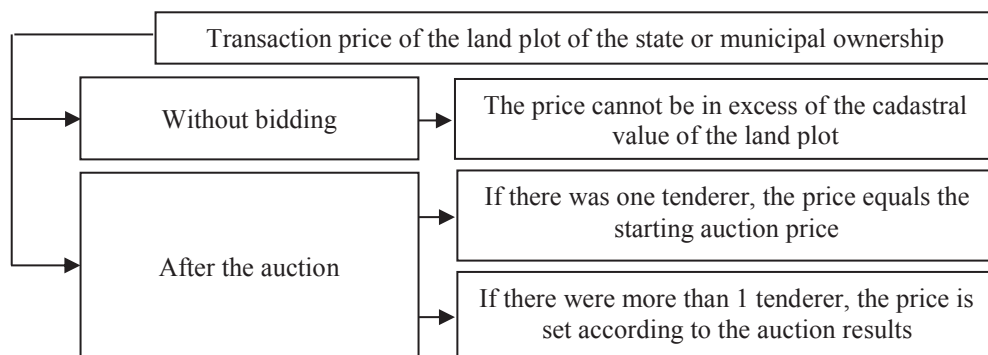 Transaction price of the land plot of the state or municipal ownership
Without bidding
The price cannot be in excess of the cadastral
value of the land plot
After the auction
If there was one tenderer, the price equals the
starting auction price
If there were more than 1 tenderer, the price is
set according to the auction results